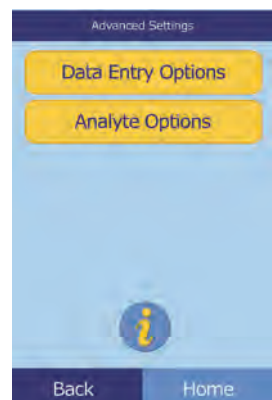 Advanced Settings
Data Entry Options
Analyte Options
i
Back Home